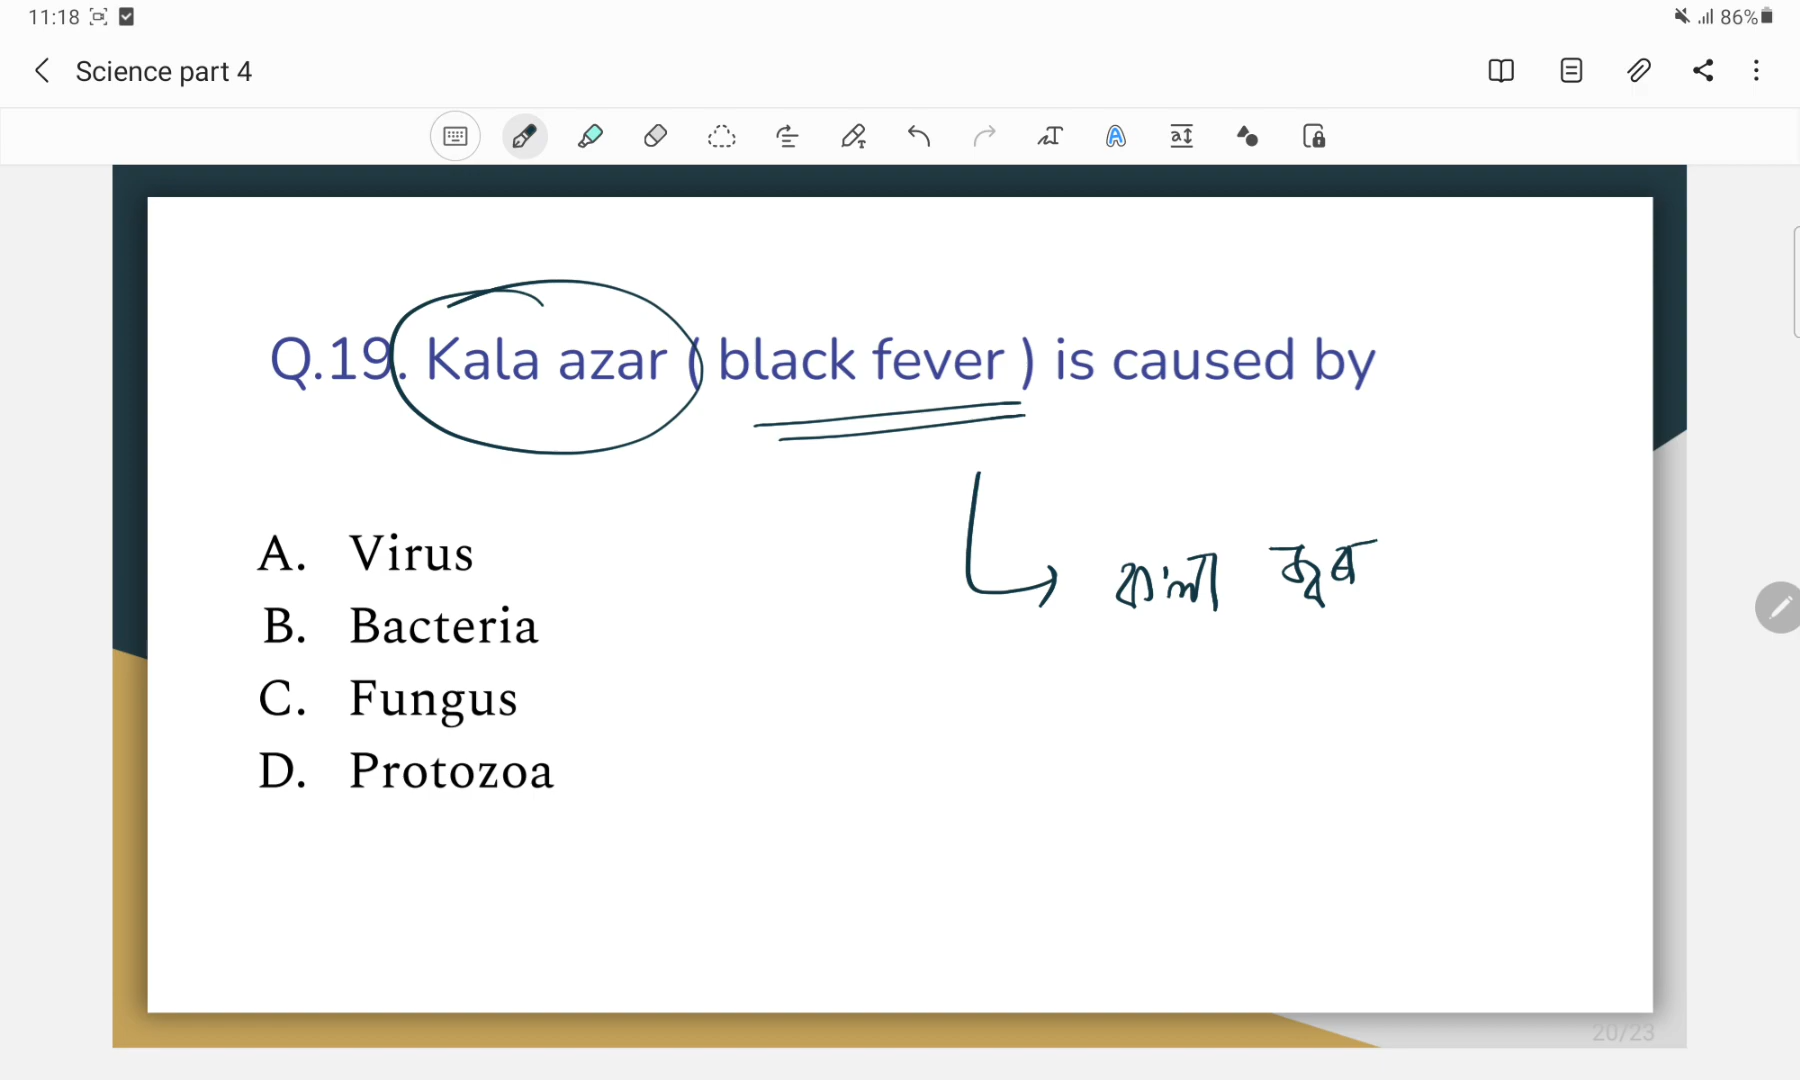 11:18
86%
Science part 4
Q.19. Kala azar ( black fever ) is caused by
A. Virus
B. Bacteria
C. Fungus
D. Protozoa
কালা জ্বৰ
20/23